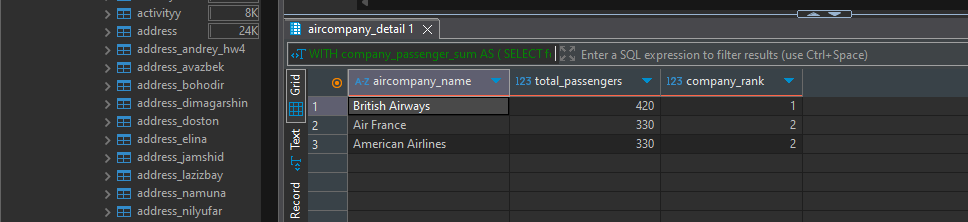 activityy 8K
address 24K
address_andrey_hw4
address_avazbek
address_bohodir
address_dimagarshin
address_doston
address_elina
address_jamshid
address_lazizbay
address_namuna
address_nilyufar
aircompany_detail 1
WITH company_passenger_sum AS ( SELECT Enter a SQL expression to filter results (use Ctrl+Space)
Grid
Text
Record
A-Z aircompany_name 123 total_passengers 123 company_rank
1 British Airways 420 1
2 Air France 330 2
3 American Airlines 330 2